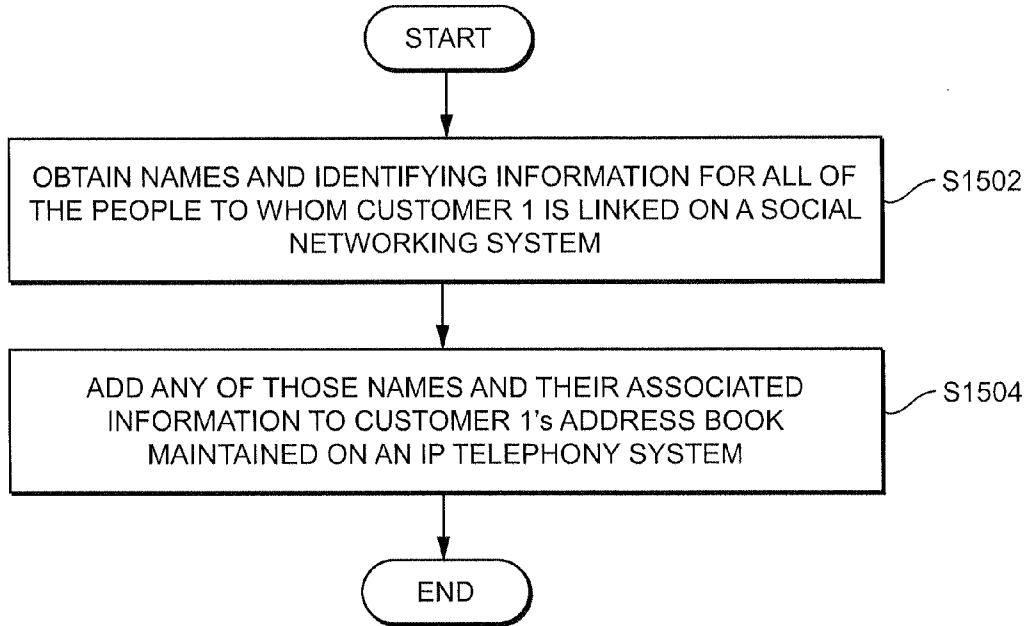 START
OBTAIN NAMES AND IDENTIFYING INFORMATION FOR ALL OF
THE PEOPLE TO WHOM CUSTOMER 1 IS LINKED ON A SOCIAL
NETWORKING SYSTEM
S1502
ADD ANY OF THOSE NAMES AND THEIR ASSOCIATED
INFORMATION TO CUSTOMER 1's ADDRESS BOOK
MAINTAINED ON AN IP TELEPHONY SYSTEM
S1504
END